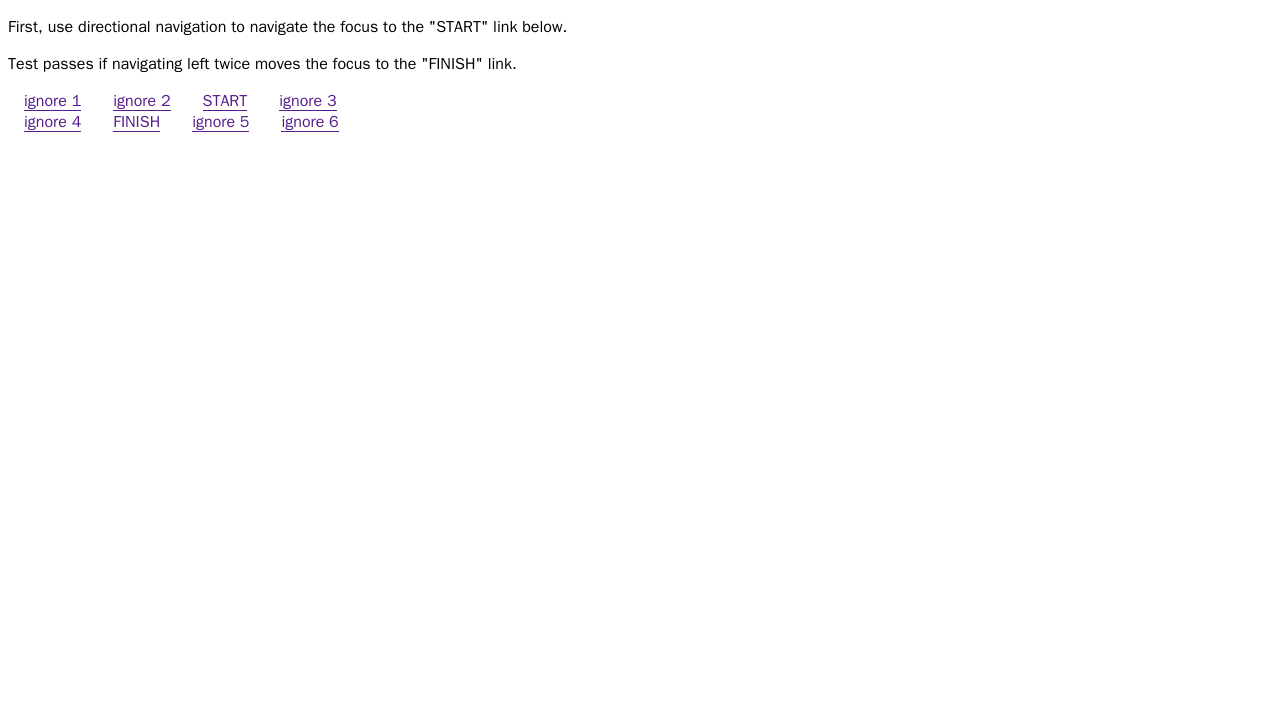 First, use directional navigation to navigate the focus to the "START" link below.
Test passes if navigating left twice moves the focus to the "FINISH" link.
ignore 1 ignore 2 START ignore 3
ignore 4 FINISH ignore 5 ignore 6